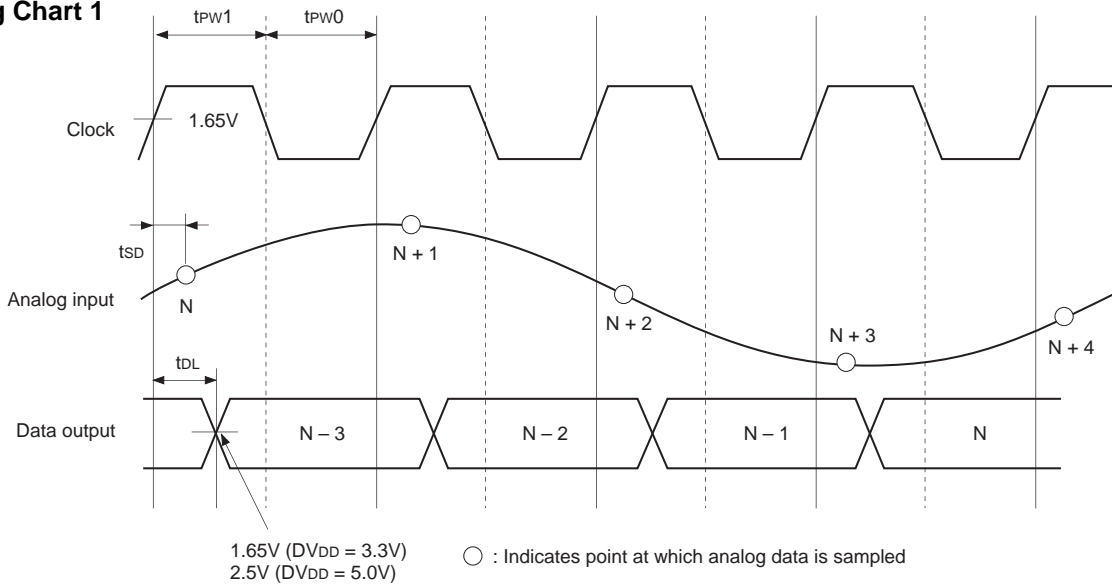 g Chart 1
tPW1 tPW0
Clock 1.65V
tSD
N + 1
Analog input N
N + 2
N + 3
N + 4
tDL
Data output N – 3 N – 2 N – 1 N
1.65V (DVDD = 3.3V)
2.5V (DVDD = 5.0V)
: Indicates point at which analog data is sampled